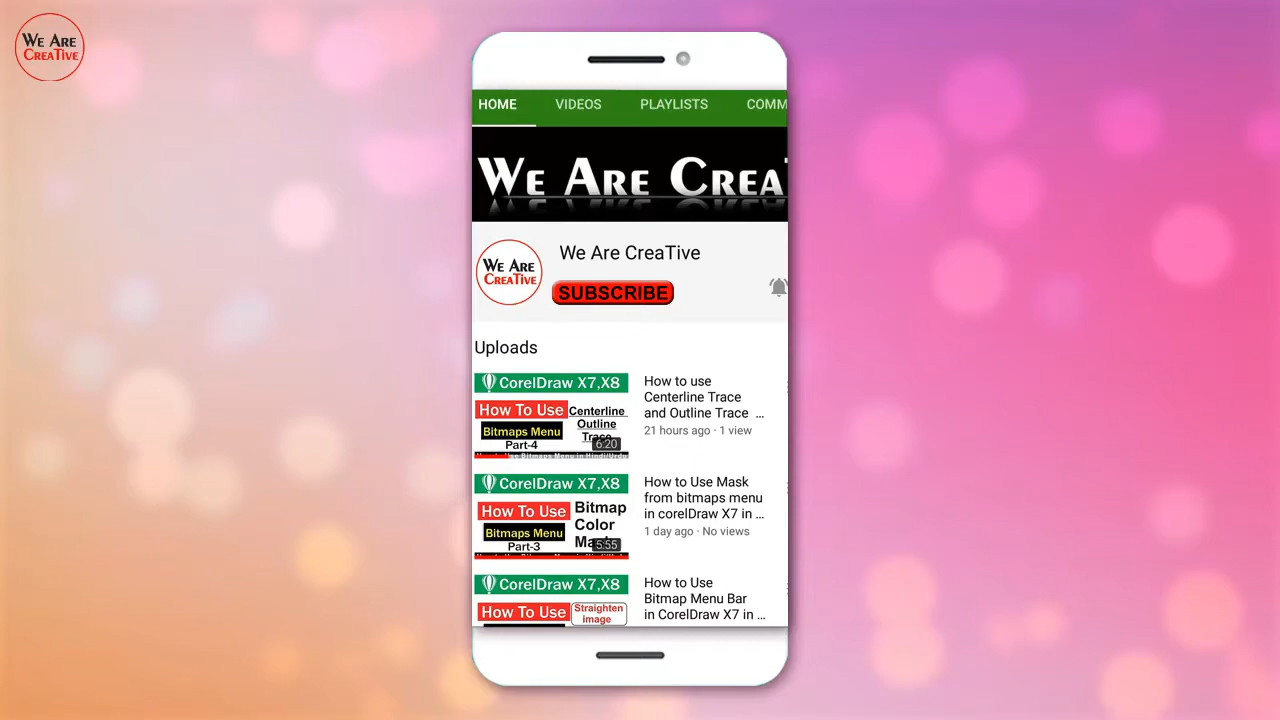 We Are
CreaTive
HOME VIDEOS PLAYLISTS COMM
We Are Crea
We Are
CreaTive
We Are CreaTive
SUBSCRIBE
Uploads
CorelDraw X7,X8
How To Use Centerline
Outline
Trace
Bitmaps Menu
Part-4
6:20
How to use
Centerline Trace
and Outline Trace ...
21 hours ago · 1 view
CorelDraw X7,X8
How To Use Bitmap
Color
Bitmaps Menu
Part-3
5:55
How to Use Mask
from bitmaps menu
in corelDraw X7 in ...
1 day ago · No views
CorelDraw X7,X8
How To Use Straighten
image
How to Use
Bitmap Menu Bar
in CorelDraw X7 in ...